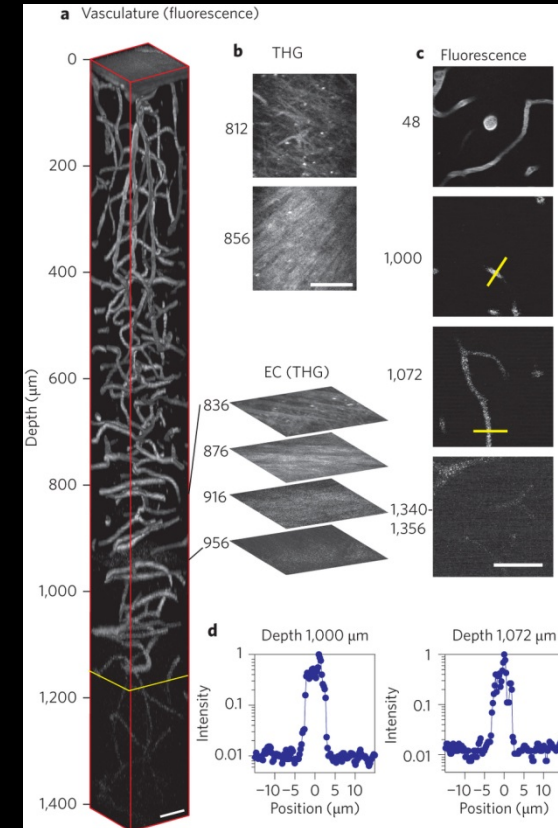 a Vasculature (fluorescence)
0
200
400
600
800
1,000
1,200
1,400
Depth (µm)
b THG
812
856
EC (THG)
836
876
916
956
c Fluorescence
48
1,000
1,072
1,340-
1,356
d Depth 1,000 µm
1
0.1
0.01
Intensity
−10 −5 0 5 10
Position (µm)
Depth 1,072 µm
1
0.1
0.01
Intensity
−10 −5 0 5 10
Position (µm)